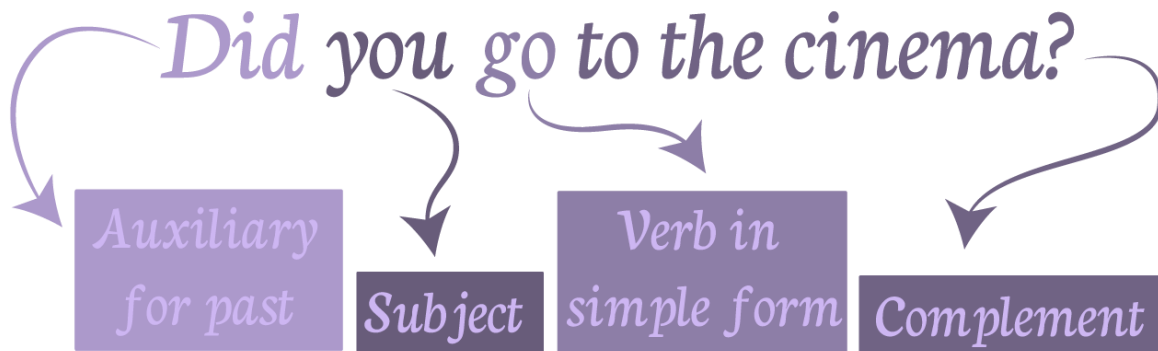 Did you go to the cinema?
Auxiliary
for past
Subject
Verb in
simple form
Complement